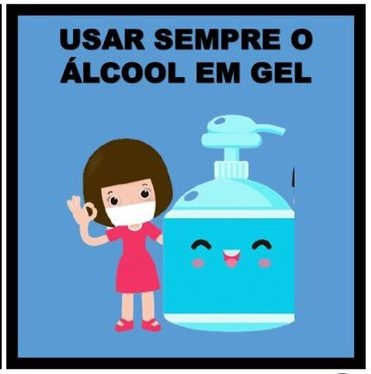 USAR SEMPRE O
ÁLCOOL EM GEL